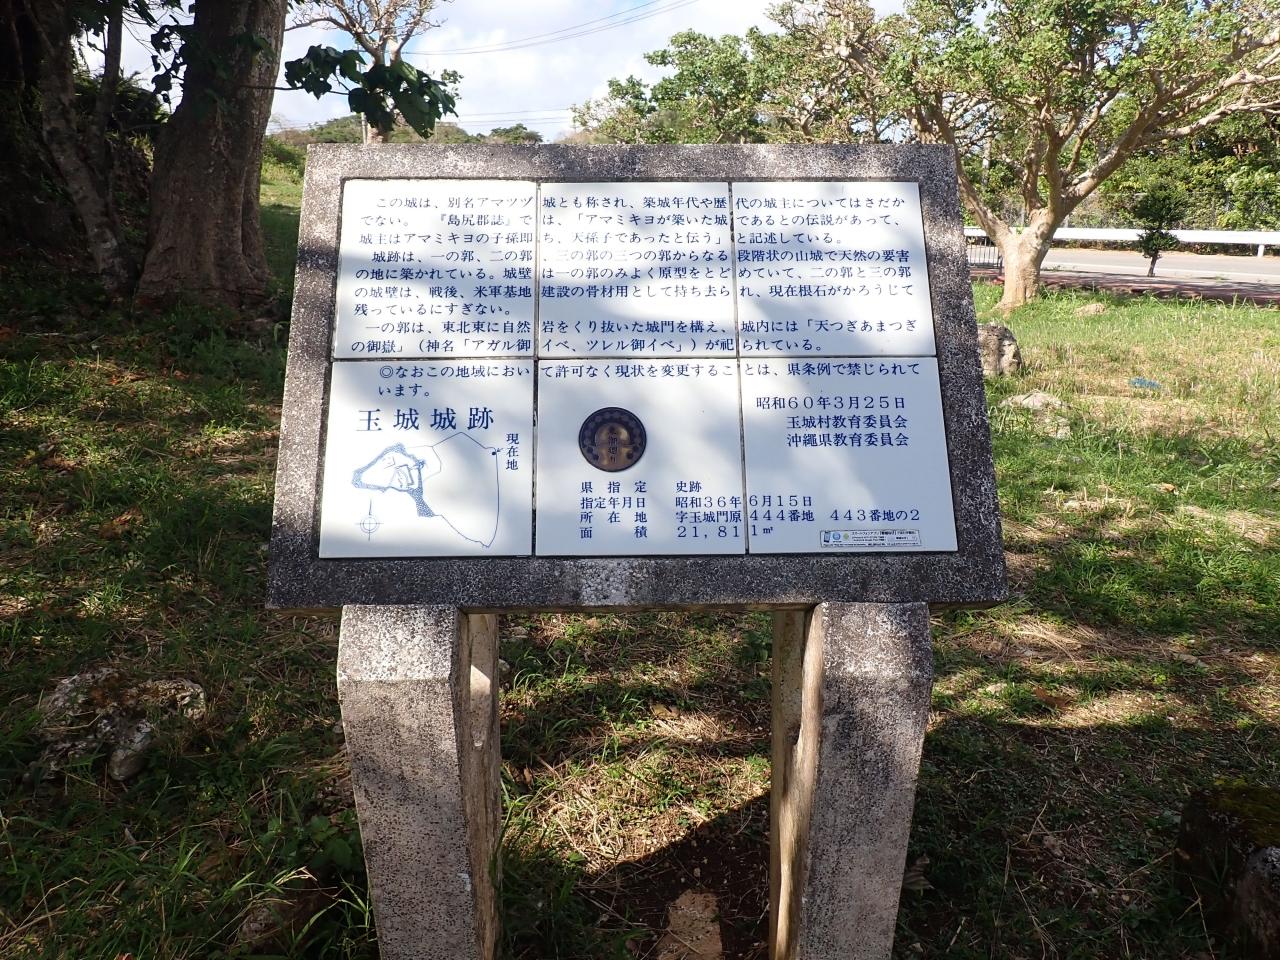 この城は、別名アマツヅ城とも称され、築城年代や歴代の城主についてはさだか
でない。『島尻郡誌』では、「アマミキヨが築いた城であるとの伝説があって、
城主はアマミキヨの子孫即ち、天孫子であったと伝う」と記述している。
城跡は、一の郭、二の郭、三の郭の三つの郭からなる段階状の山城で天然の要害
の地に築かれている。城壁は一の郭のみよく原型をとどめていて、二の郭と三の郭
の城壁は、戦後、米軍基地建設の骨材用として持ち去られ、現在根石がかろうじて
残っているにすぎない。
一の郭は、東北東に自然岩をくり抜いた城門を構え、城内には「天つぎあまつぎ
の御嶽」（神名「アガル御イベ、ツレル御イベ」）が祀られている。
◎なおこの地域において許可なく現状を変更することは、県条例で禁じられて
います。
昭和60年3月25日
玉城村教育委員会
沖縄県教育委員会
玉城城跡
現在地
東御廻り
県指定 史跡
指定年月日 昭和36年6月15日
所在地 字玉城門原444番地 443番地の2
面積 21,811㎡